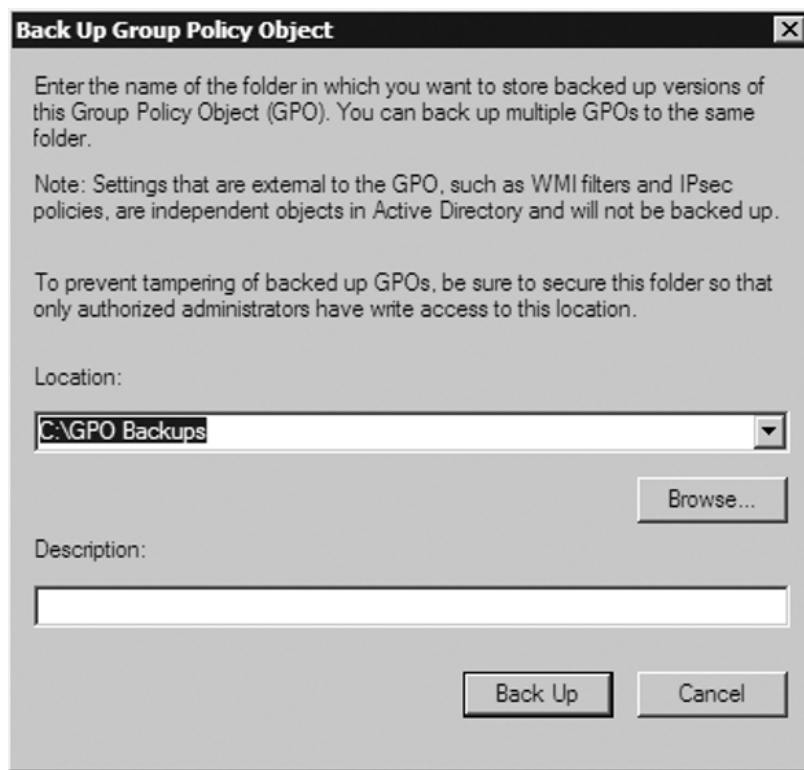 Back Up Group Policy Object
Enter the name of the folder in which you want to store backed up versions of
this Group Policy Object (GPO). You can back up multiple GPOs to the same
folder.
Note: Settings that are external to the GPO, such as WMI filters and IPsec
policies, are independent objects in Active Directory and will not be backed up.
To prevent tampering of backed up GPOs, be sure to secure this folder so that
only authorized administrators have write access to this location.
Location:
C:\GPO Backups
Browse...
Description:
Back Up Cancel